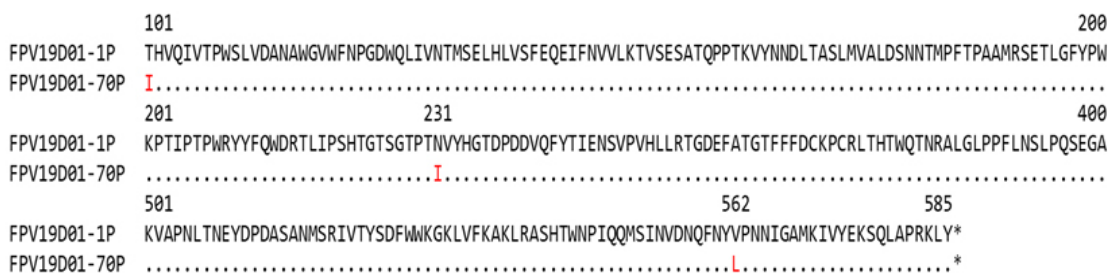 101 200
FPV19D01-1P THVQIVTPWSLVDANAWGVWFNPGDWQLIVNTMSELHLVSFEQEIFNVVLKTVSESATQPPTKVYNNDLTASLMVALDSNNTMPFTPAAMRSETLGFYPW
FPV19D01-70P I...................................................................................................
201 231 400
FPV19D01-1P KPTIPTPWRYYFQWDRTLIPSHTGTSGTPTNVYHGTDPDDVQFYTIENSVPVHLLRTGDEFATGTFFFDCKPCRLTHTWQTNRALGLPPFLNSLPQSEGA
FPV19D01-70P ..............................I.....................................................................
501 562 585
FPV19D01-1P KVAPNLTNEYDPDASANMSRIVTYSDFWWKGKLVFKAKLRASHTWNPIQQMSINVDNQFNYVPNNIGAMKIVYEKSQLAPRKLY*
FPV19D01-70P .............................................................L......................*